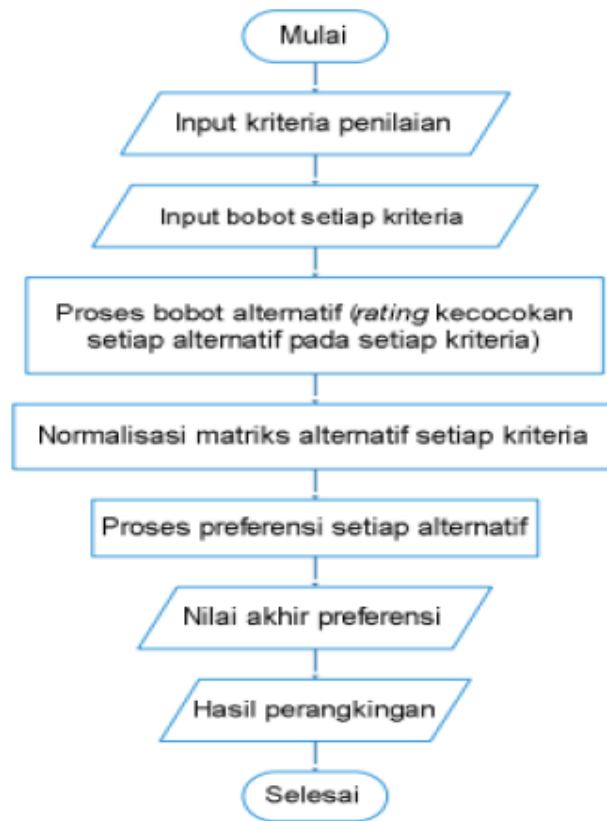 Mulai
Input kriteria penilaian
Input bobot setiap kriteria
Proses bobot alternatif (rating kecocokan
setiap alternatif pada setiap kriteria)
Normalisasi matriks alternatif setiap kriteria
Proses preferensi setiap alternatif
Nilai akhir preferensi
Hasil perangkingan
Selesai